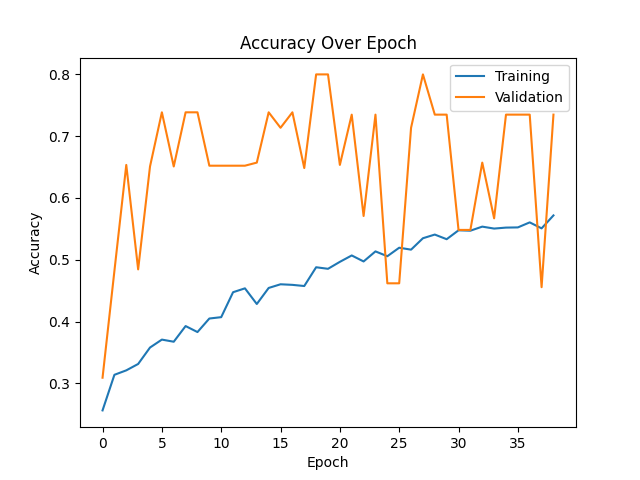 Accuracy Over Epoch
Training
Validation
Accuracy
0.8
0.7
0.6
0.5
0.4
0.3
0 5 10 15 20 25 30 35
Epoch